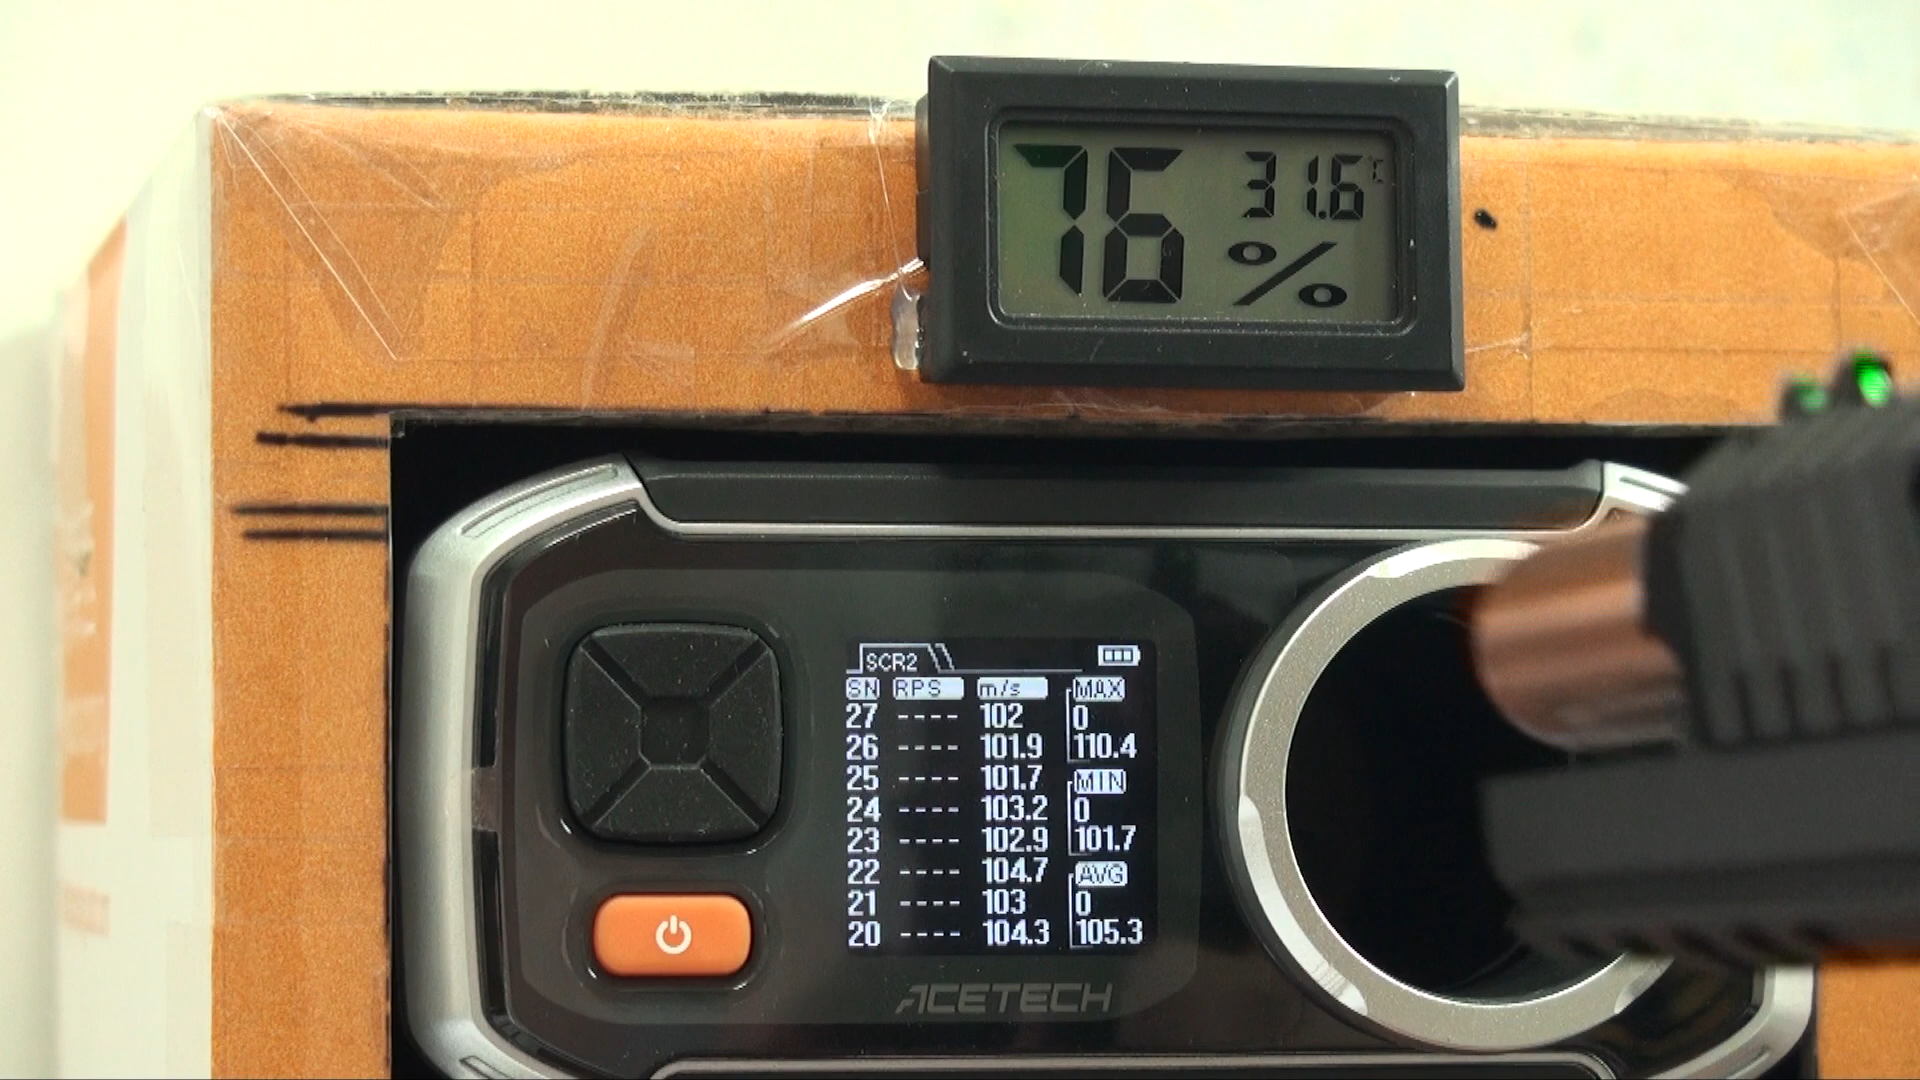 76 31.6 ℃
%
SCR2
SN RPS m/s MAX
27 ---- 102 0
26 ---- 101.9 110.4
25 ---- 101.7 MIN
24 ---- 103.2 0
23 ---- 102.9 101.7
22 ---- 104.7 AVG
21 ---- 103 0
20 ---- 104.3 105.3
ACETECH